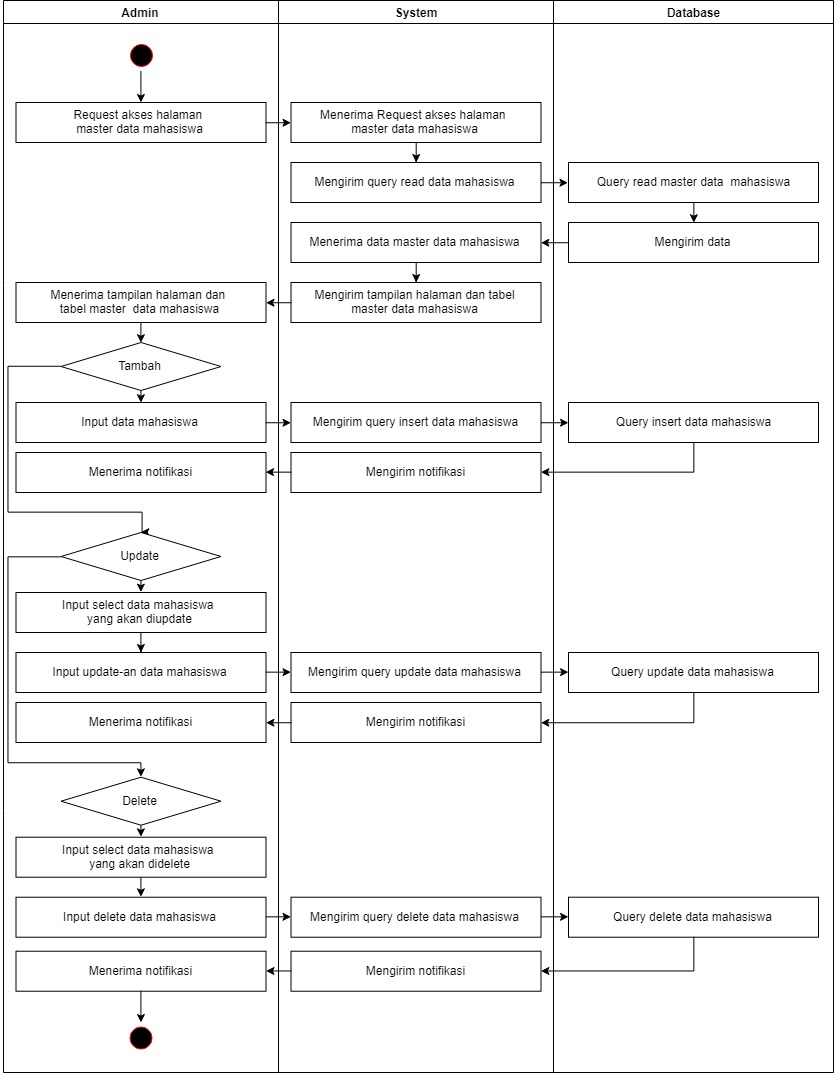 Admin
System
Database
Request akses halaman
master data mahasiswa
Menerima Request akses halaman
master data mahasiswa
Mengirim query read data mahasiswa
Query read master data  mahasiswa
Menerima data master data mahasiswa
Mengirim data
Menerima tampilan halaman dan
tabel master  data mahasiswa
Mengirim tampilan halaman dan tabel
master data mahasiswa
Tambah
Input data mahasiswa
Mengirim query insert data mahasiswa
Query insert data mahasiswa
Menerima notifikasi
Mengirim notifikasi
Update
Input select data mahasiswa
yang akan diupdate
Input update-an data mahasiswa
Mengirim query update data mahasiswa
Query update data mahasiswa
Menerima notifikasi
Mengirim notifikasi
Delete
Input select data mahasiswa
yang akan didelete
Input delete data mahasiswa
Mengirim query delete data mahasiswa
Query delete data mahasiswa
Menerima notifikasi
Mengirim notifikasi